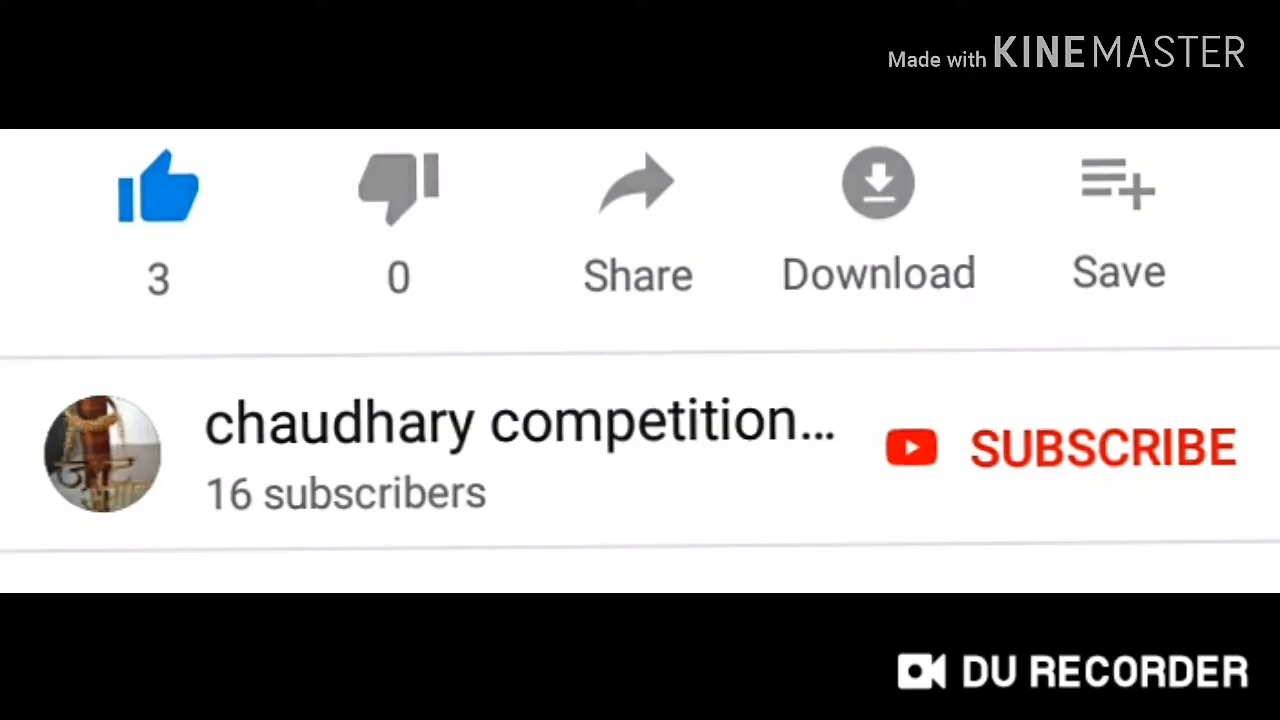 Made with KINEMASTER
3 0 Share Download Save
chaudhary competition...
16 subscribers
SUBSCRIBE
DU RECORDER